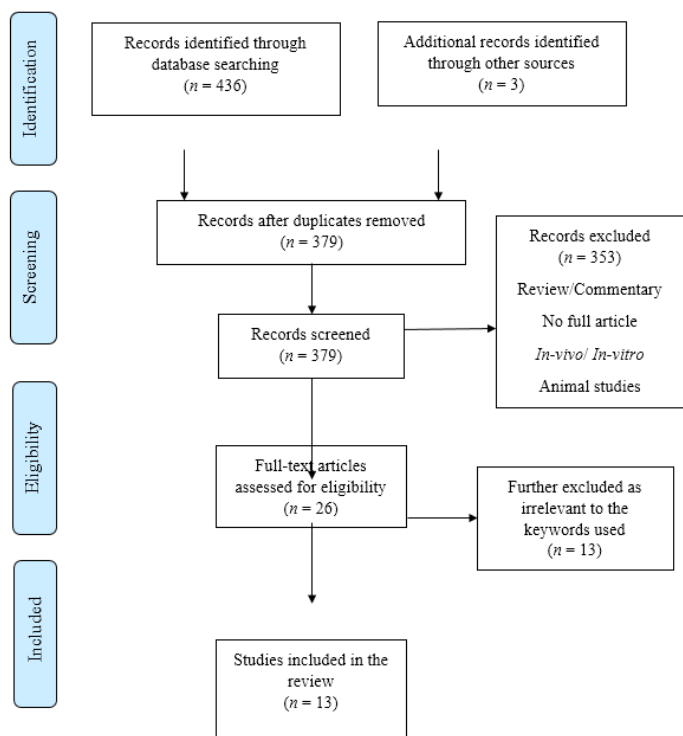 Identification
Records identified through
database searching
(n = 436)
Additional records identified
through other sources
(n = 3)
Screening
Records after duplicates removed
(n = 379)
Records screened
(n = 379)
Records excluded
(n = 353)
Review/Commentary
No full article
In-vivo/ In-vitro
Animal studies
Eligibility
Full-text articles
assessed for eligibility
(n = 26)
Further excluded as
irrelevant to the
keywords used
(n = 13)
Included
Studies included in the
review
(n = 13)